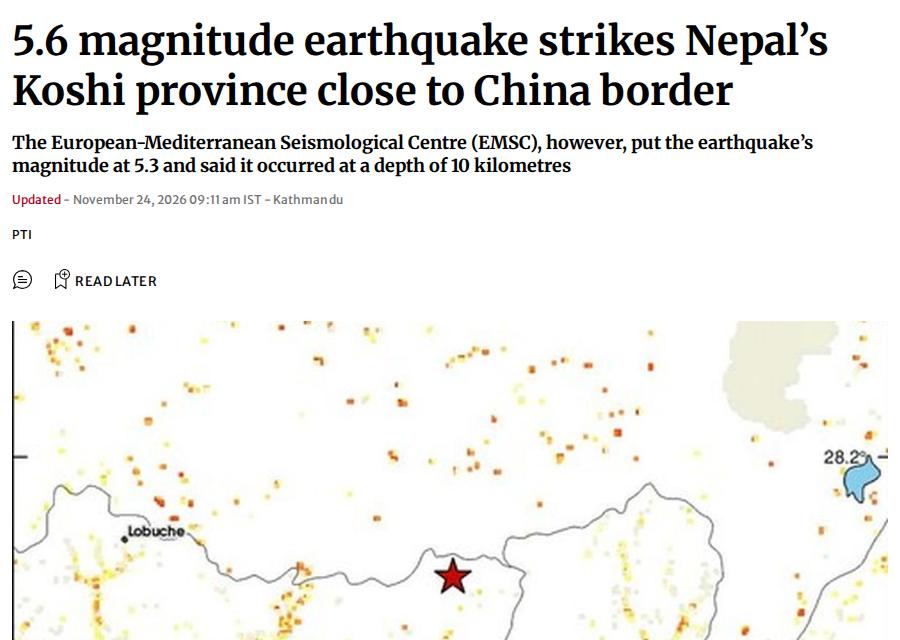 5.6 magnitude earthquake strikes Nepal’s
Koshi province close to China border
The European-Mediterranean Seismological Centre (EMSC), however, put the earthquake’s
magnitude at 5.3 and said it occurred at a depth of 10 kilometres
Updated - November 24, 2026 09:11 am IST - Kathmandu
PTI
READ LATER
28.2°
Lobuche